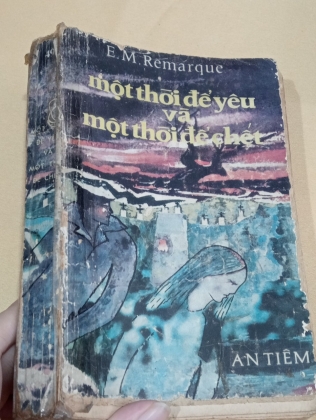 E. M. Remarque
một thời để yêu
và
một thời để chết
AN TIÊM